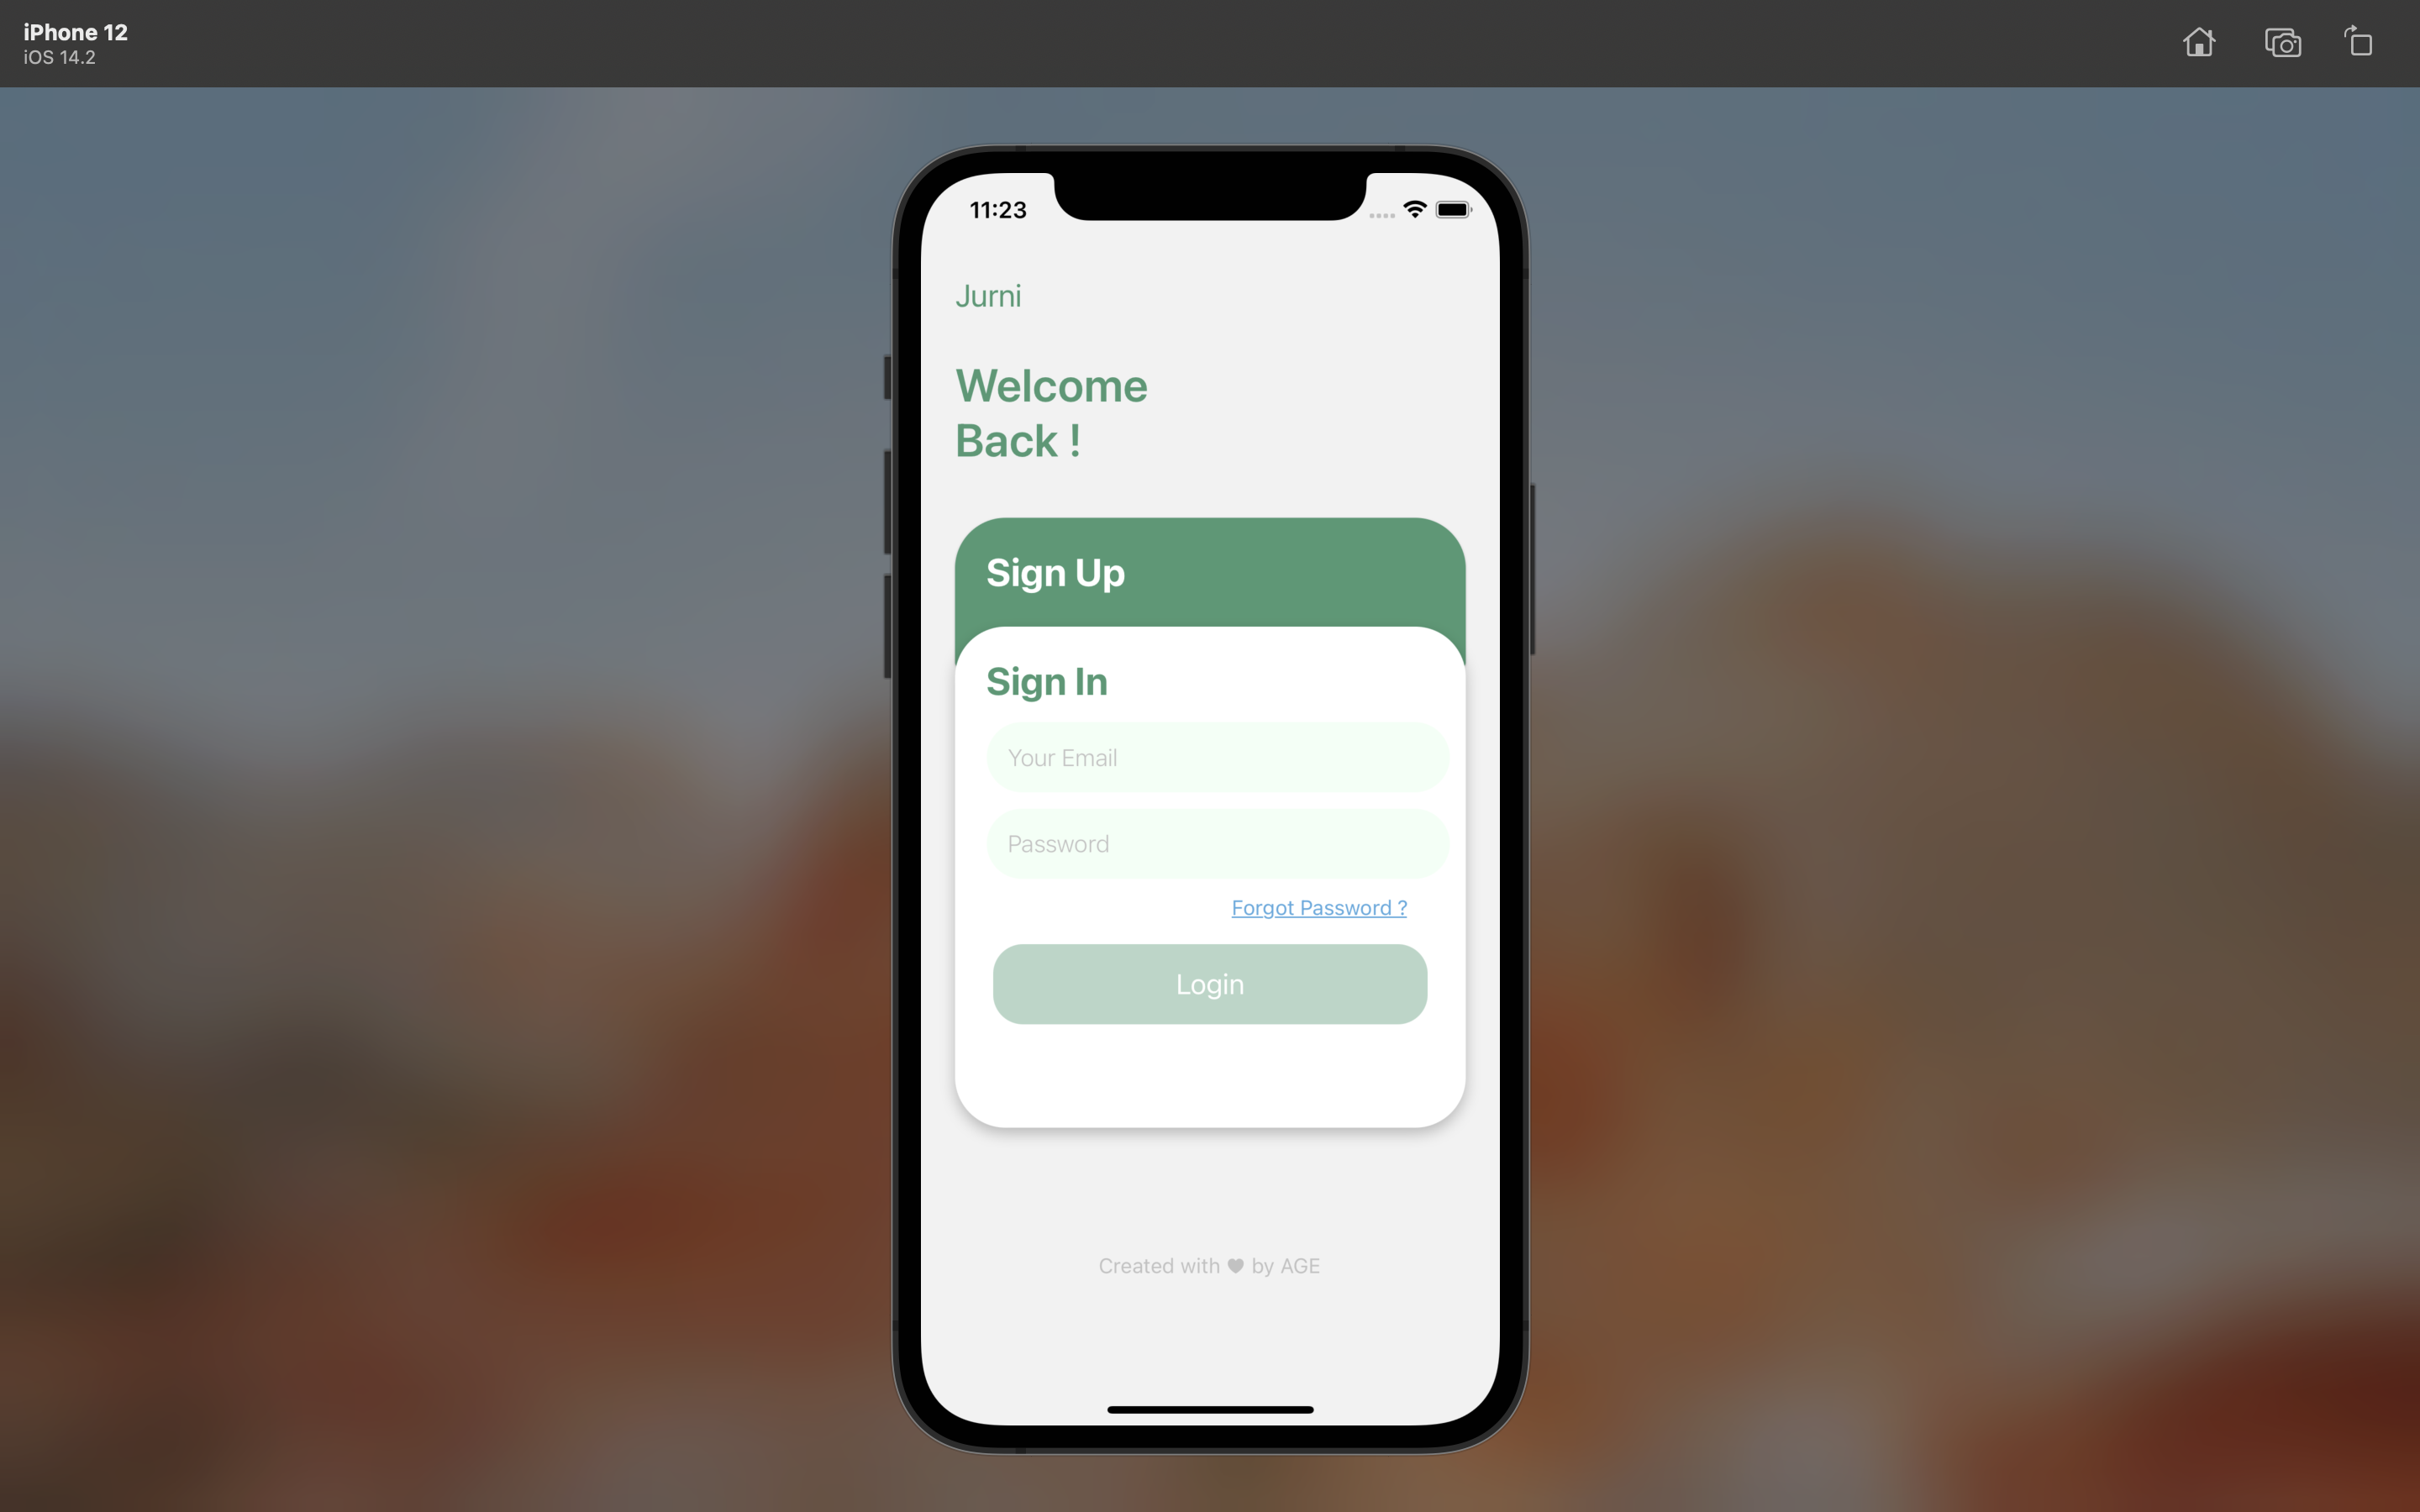 iPhone 12
iOS 14.2
11:23
Jurni
Welcome
Back !
Sign Up
Sign In
Your Email
Password
Forgot Password ?
Login
Created with ♥ by AGE